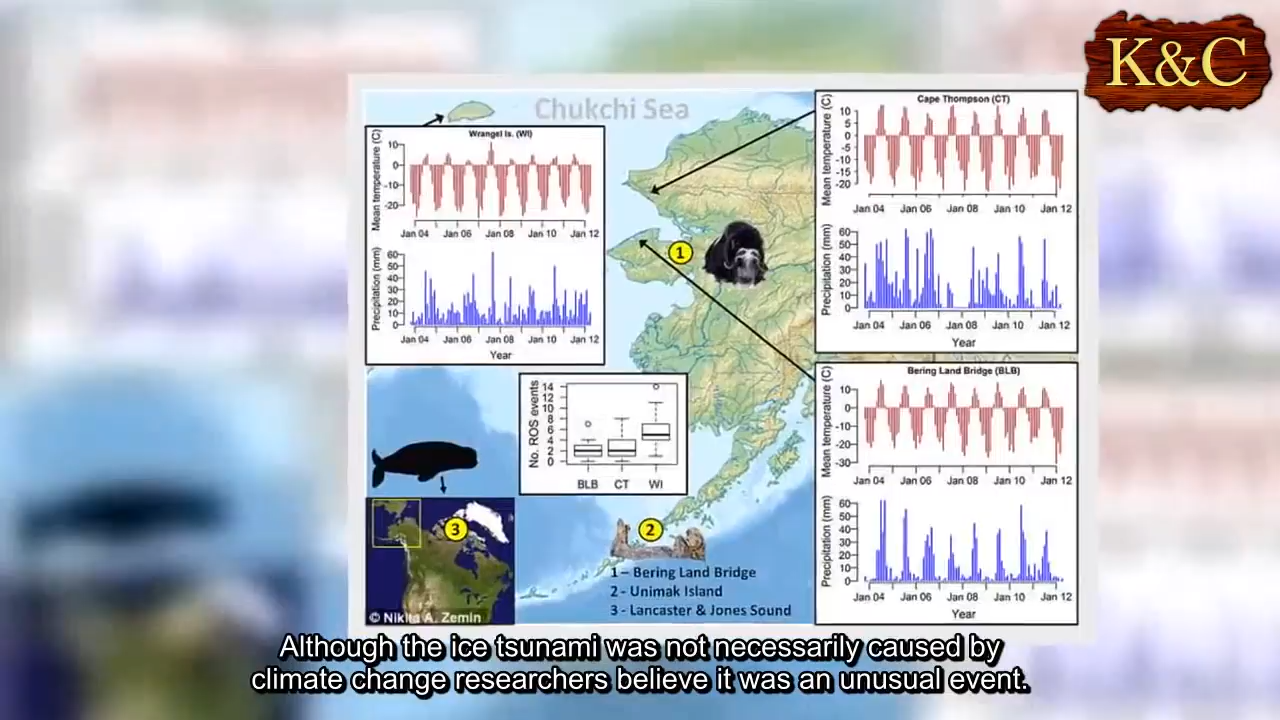 K&C
Chukchi Sea
Wrangel Is. (WI)
Mean temperature (C)
10
0
-10
-20
Jan 04 Jan 06 Jan 08 Jan 10 Jan 12
Precipitation (mm)
60
50
40
30
20
10
0
Jan 04 Jan 06 Jan 08 Jan 10 Jan 12
Year
Cape Thompson (CT)
Mean temperature (C)
10
5
0
-5
-10
-15
-20
Jan 04 Jan 06 Jan 08 Jan 10 Jan 12
Precipitation (mm)
60
50
40
30
20
10
0
Jan 04 Jan 06 Jan 08 Jan 10 Jan 12
Year
1
No. ROS events
14
12
10
8
6
4
2
0
BLB CT WI
Bering Land Bridge (BLB)
Mean temperature (C)
10
0
-10
-20
-30
Jan 04 Jan 06 Jan 08 Jan 10 Jan 12
Precipitation (mm)
60
50
40
30
20
10
0
Jan 04 Jan 06 Jan 08 Jan 10 Jan 12
Year
3
2
1 – Bering Land Bridge
2 - Unimak Island
3 - Lancaster & Jones Sound
© Nikita A. Zemin
Although the ice tsunami was not necessarily caused by
climate change researchers believe it was an unusual event.